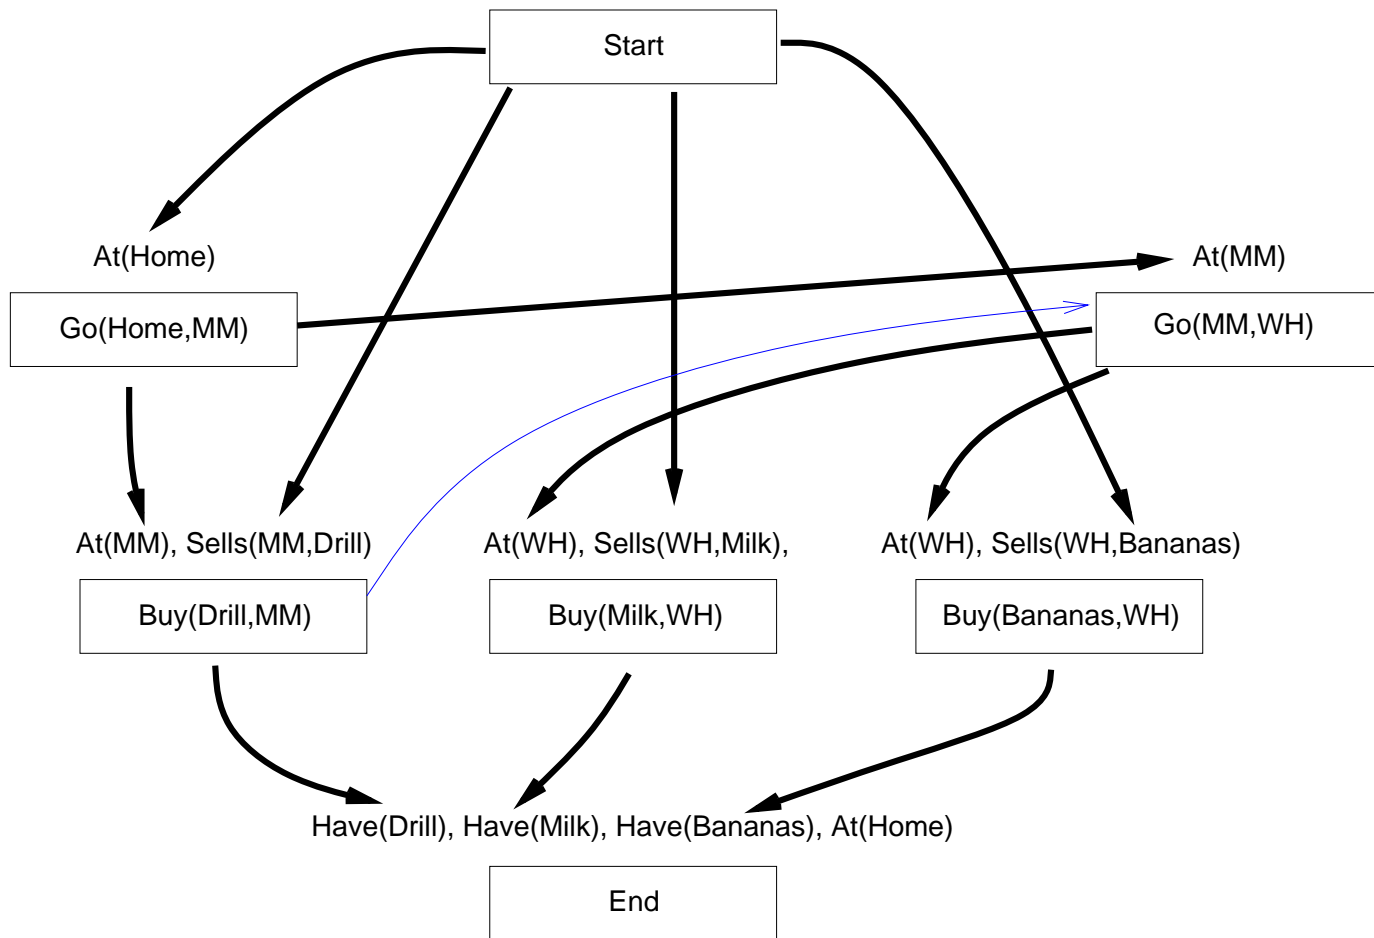 Start
At(Home)
At(MM)
Go(Home,MM)
Go(MM,WH)
At(MM), Sells(MM,Drill)
At(WH), Sells(WH,Milk),
At(WH), Sells(WH,Bananas)
Buy(Drill,MM)
Buy(Milk,WH)
Buy(Bananas,WH)
Have(Drill), Have(Milk), Have(Bananas), At(Home)
End